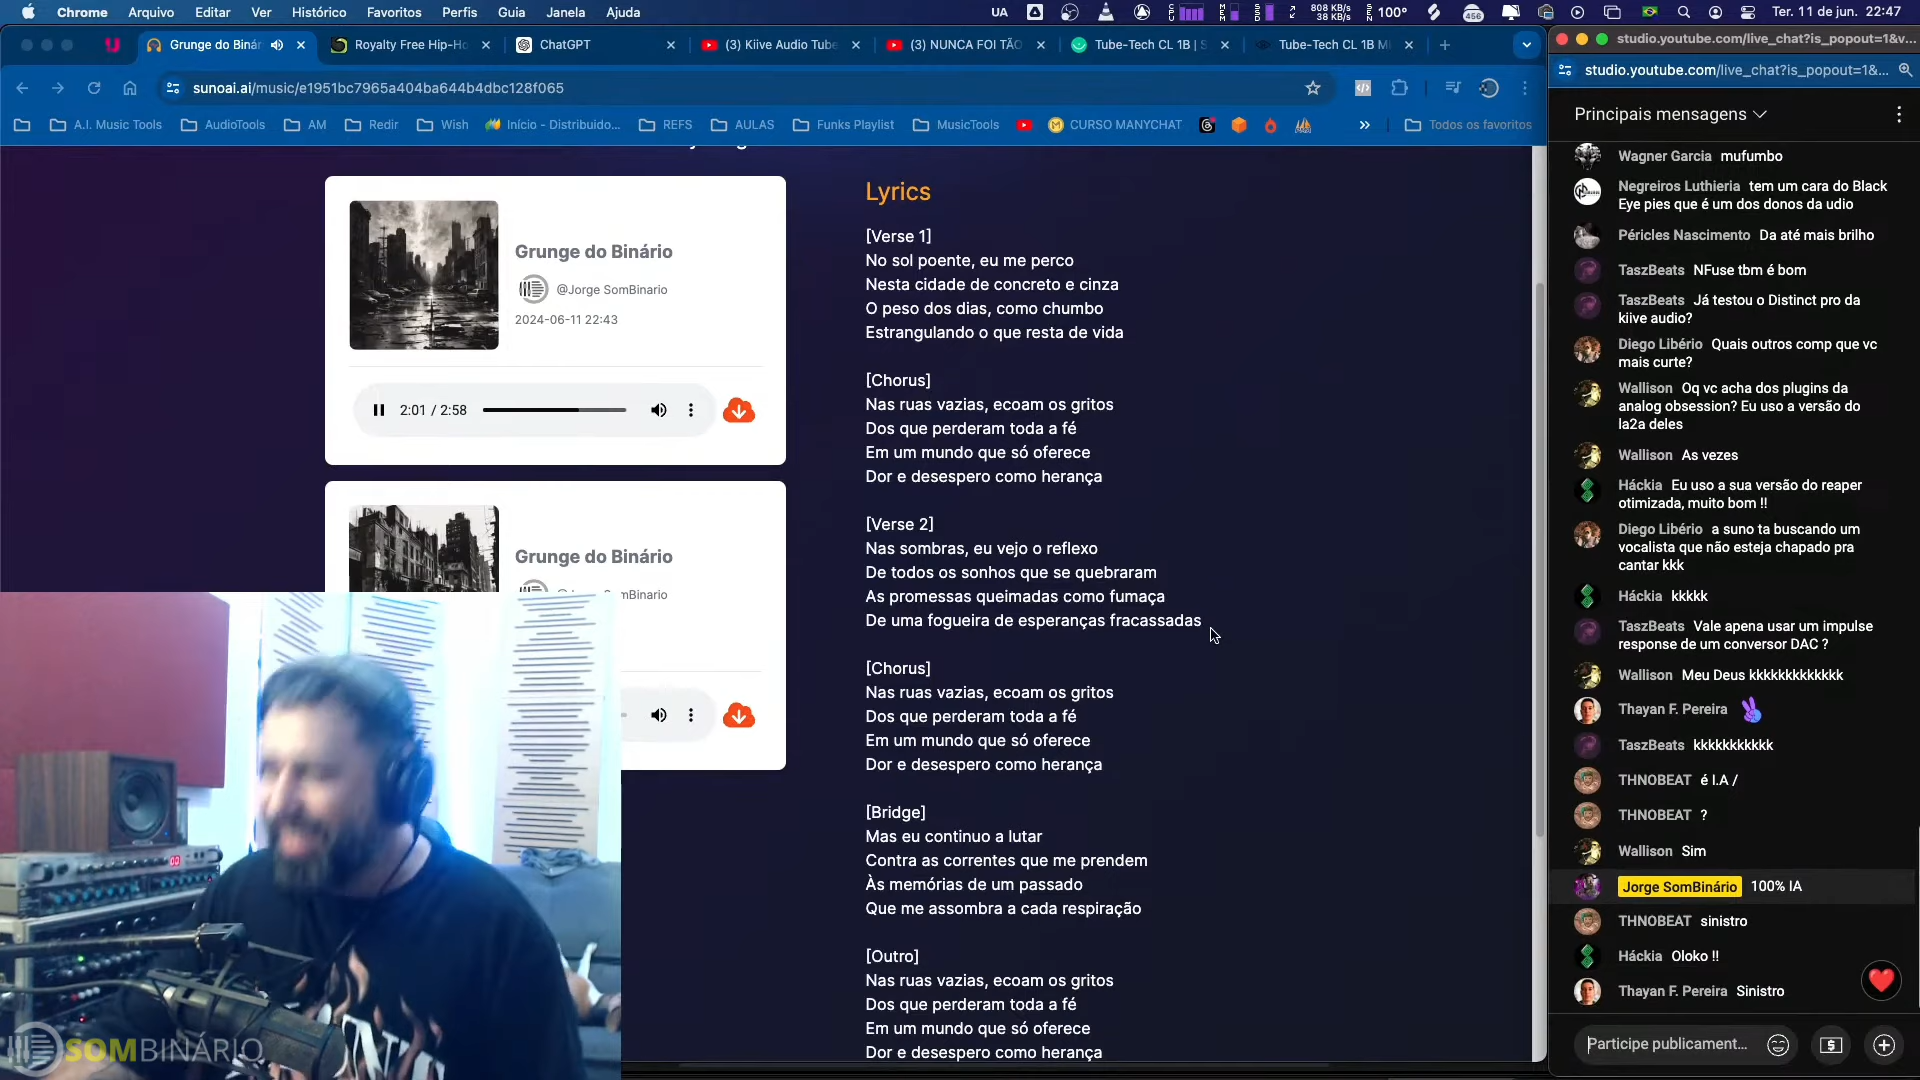 Chrome Arquivo Editar Ver Histórico Favoritos Perfis Guia Janela Ajuda
UA 808 KB/s 38 KB/s 100° 456 Ter. 11 de jun. 22:47
Grunge do Binár
Royalty Free Hip-Ho
ChatGPT
(3) Kiive Audio Tube
(3) NUNCA FOI TÃO
Tube-Tech CL 1B | S
Tube-Tech CL 1B M
sunoai.ai/music/e1951bc7965a404ba644b4dbc128f065
A.I. Music Tools AudioTools AM Redir Wish Início - Distribuido... REFS AULAS Funks Playlist MusicTools CURSO MANYCHAT » Todos os favoritos
Grunge do Binário
@Jorge SomBinario
2024-06-11 22:43
2:01 / 2:58
Grunge do Binário
mBinario
Lyrics
[Verse 1]
No sol poente, eu me perco
Nesta cidade de concreto e cinza
O peso dos dias, como chumbo
Estrangulando o que resta de vida
[Chorus]
Nas ruas vazias, ecoam os gritos
Dos que perderam toda a fé
Em um mundo que só oferece
Dor e desespero como herança
[Verse 2]
Nas sombras, eu vejo o reflexo
De todos os sonhos que se quebraram
As promessas queimadas como fumaça
De uma fogueira de esperanças fracassadas
[Chorus]
Nas ruas vazias, ecoam os gritos
Dos que perderam toda a fé
Em um mundo que só oferece
Dor e desespero como herança
[Bridge]
Mas eu continuo a lutar
Contra as correntes que me prendem
Às memórias de um passado
Que me assombra a cada respiração
[Outro]
Nas ruas vazias, ecoam os gritos
Dos que perderam toda a fé
Em um mundo que só oferece
Dor e desespero como herança
SOMBINÁRIO
studio.youtube.com/live_chat?is_popout=1&v...
studio.youtube.com/live_chat?is_popout=1&...
Principais mensagens
Wagner Garcia mufumbo
Negreiros Luthieria tem um cara do Black
Eye pies que é um dos donos da udio
Péricles Nascimento Da até mais brilho
TaszBeats NFuse tbm é bom
TaszBeats Já testou o Distinct pro da
kiive audio?
Diego Libério Quais outros comp que vc
mais curte?
Wallison Oq vc acha dos plugins da
analog obsession? Eu uso a versão do
la2a deles
Wallison As vezes
Háckia Eu uso a sua versão do reaper
otimizada, muito bom !!
Diego Libério a suno ta buscando um
vocalista que não esteja chapado pra
cantar kkk
Háckia kkkkk
TaszBeats Vale apena usar um impulse
response de um conversor DAC ?
Wallison Meu Deus kkkkkkkkkkkkk
Thayan F. Pereira
TaszBeats kkkkkkkkkkk
THNOBEAT é I.A /
THNOBEAT ?
Wallison Sim
Jorge SomBinário 100% IA
THNOBEAT sinistro
Háckia Oloko !!
Thayan F. Pereira Sinistro
Participe publicament...